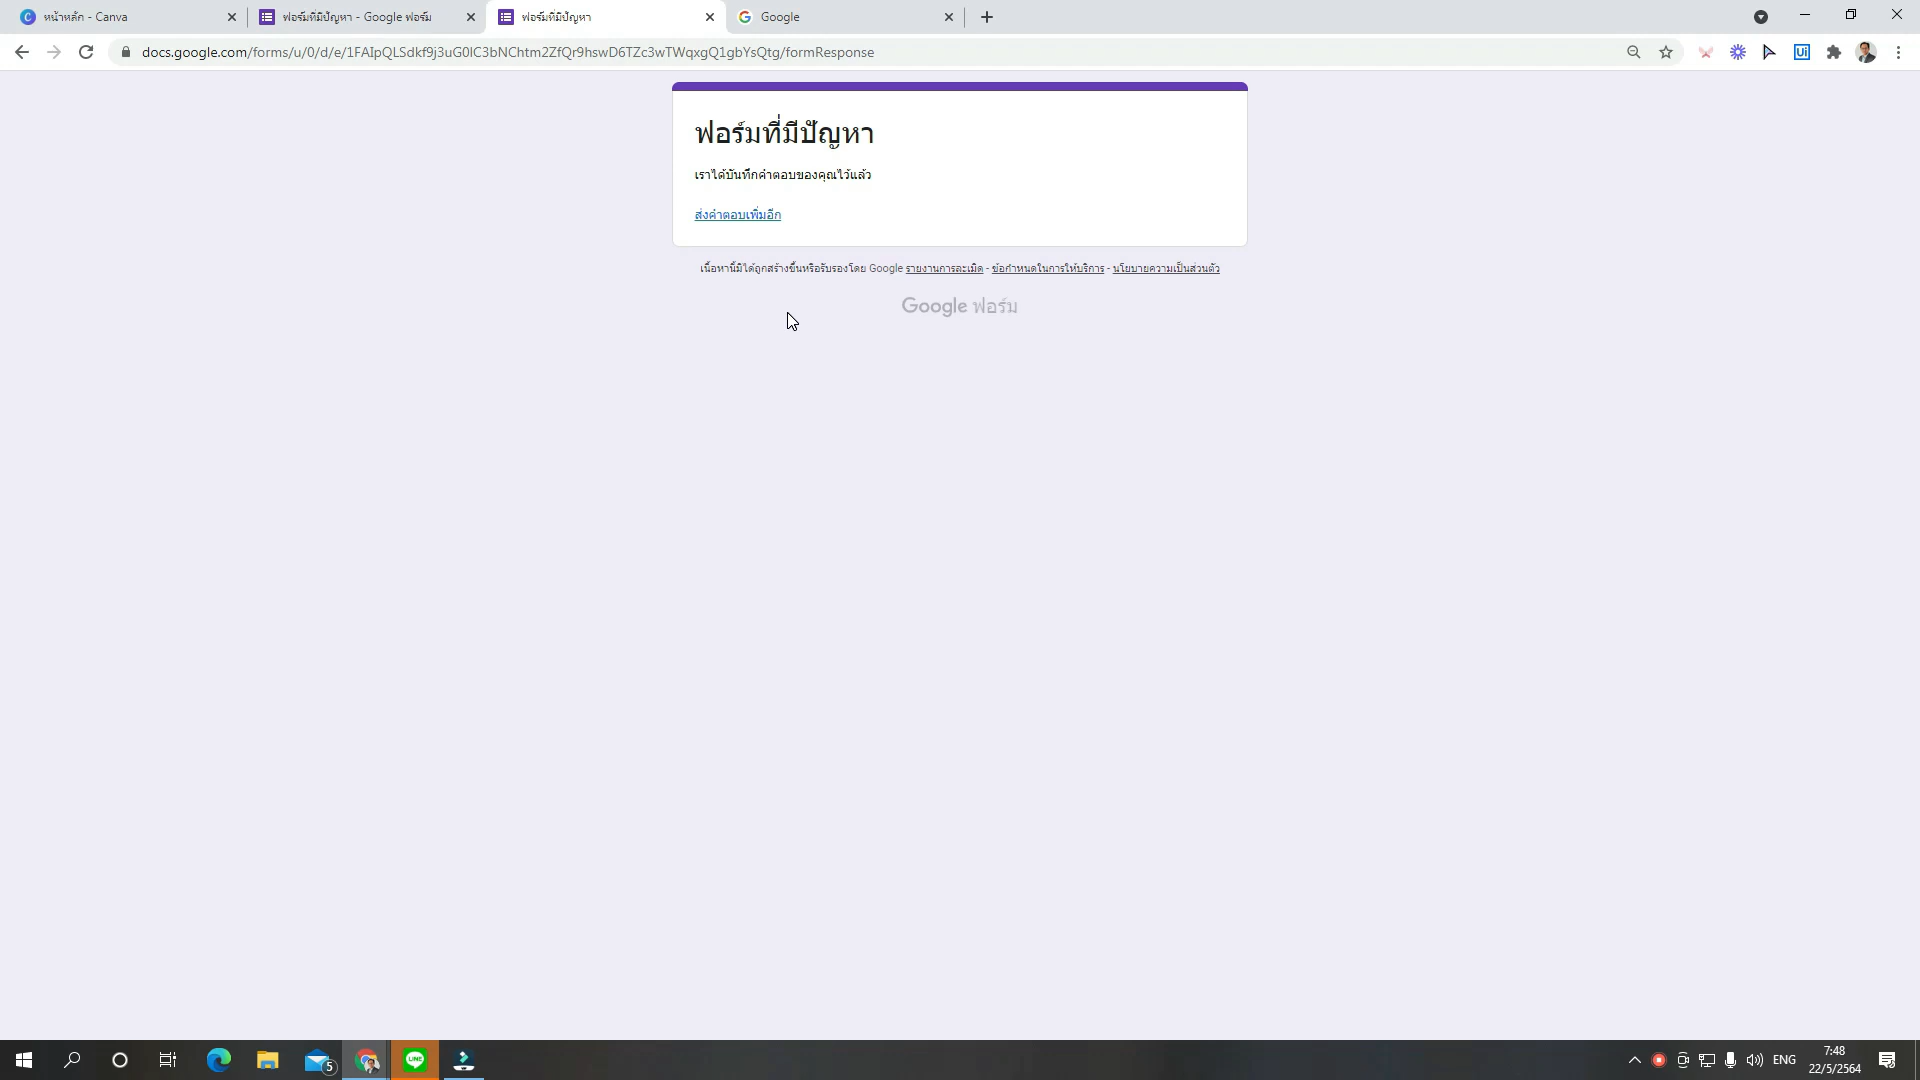 หน้าหลัก - Canva
ฟอร์มที่มีปัญหา - Google ฟอร์ม
ฟอร์มที่มีปัญหา
Google
docs.google.com/forms/u/0/d/e/1FAIpQLSdkf9j3uG0lC3bNChtm2ZfQr9hswD6TZc3wTWqxgQ1gbYsQtg/formResponse
ฟอร์มที่มีปัญหา
เราได้บันทึกคำตอบของคุณไว้แล้ว
ส่งคำตอบเพิ่มอีก
เนื้อหานี้มิได้ถูกสร้างขึ้นหรือรับรองโดย Google รายงานการละเมิด - ข้อกำหนดในการให้บริการ - นโยบายความเป็นส่วนตัว
Google ฟอร์ม
5
LINE
ENG
7:48
22/5/2564